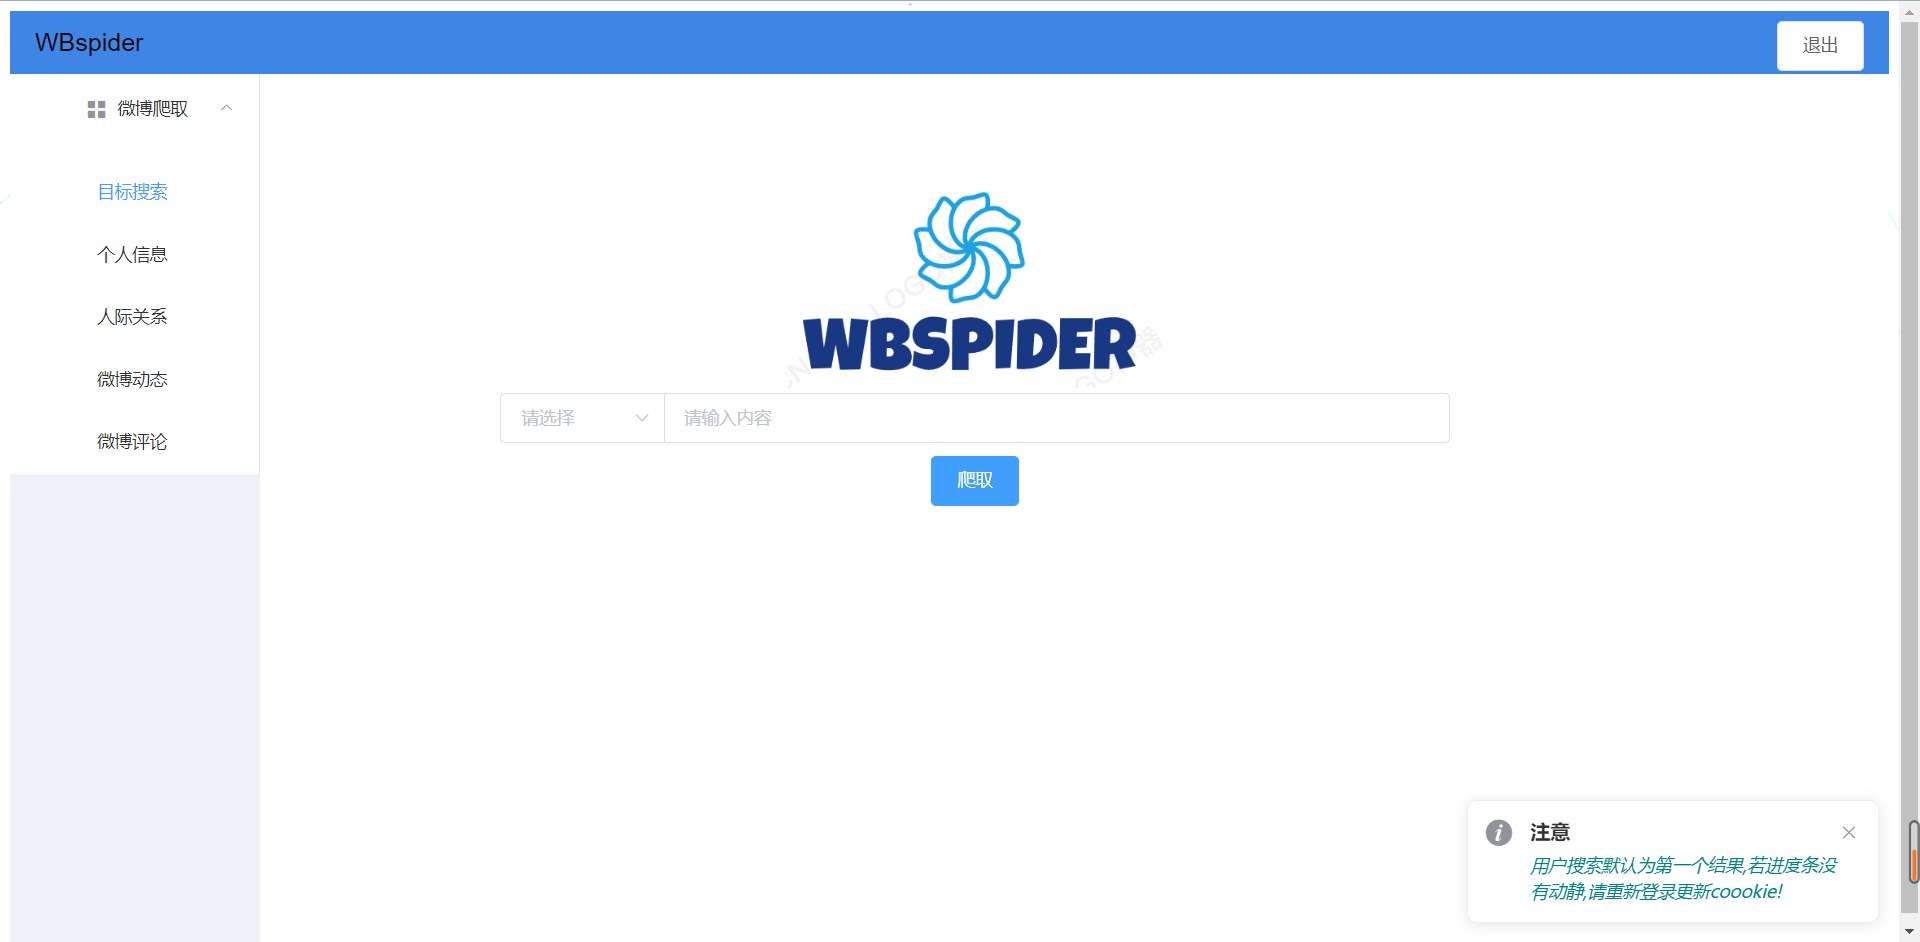 WBspider
退出
微博爬取
目标搜索
个人信息
人际关系
微博动态
微博评论
WBSPIDER
请选择
请输入内容
爬取
注意
用户搜索默认为第一个结果,若进度条没
有动静,请重新登录更新coookie!